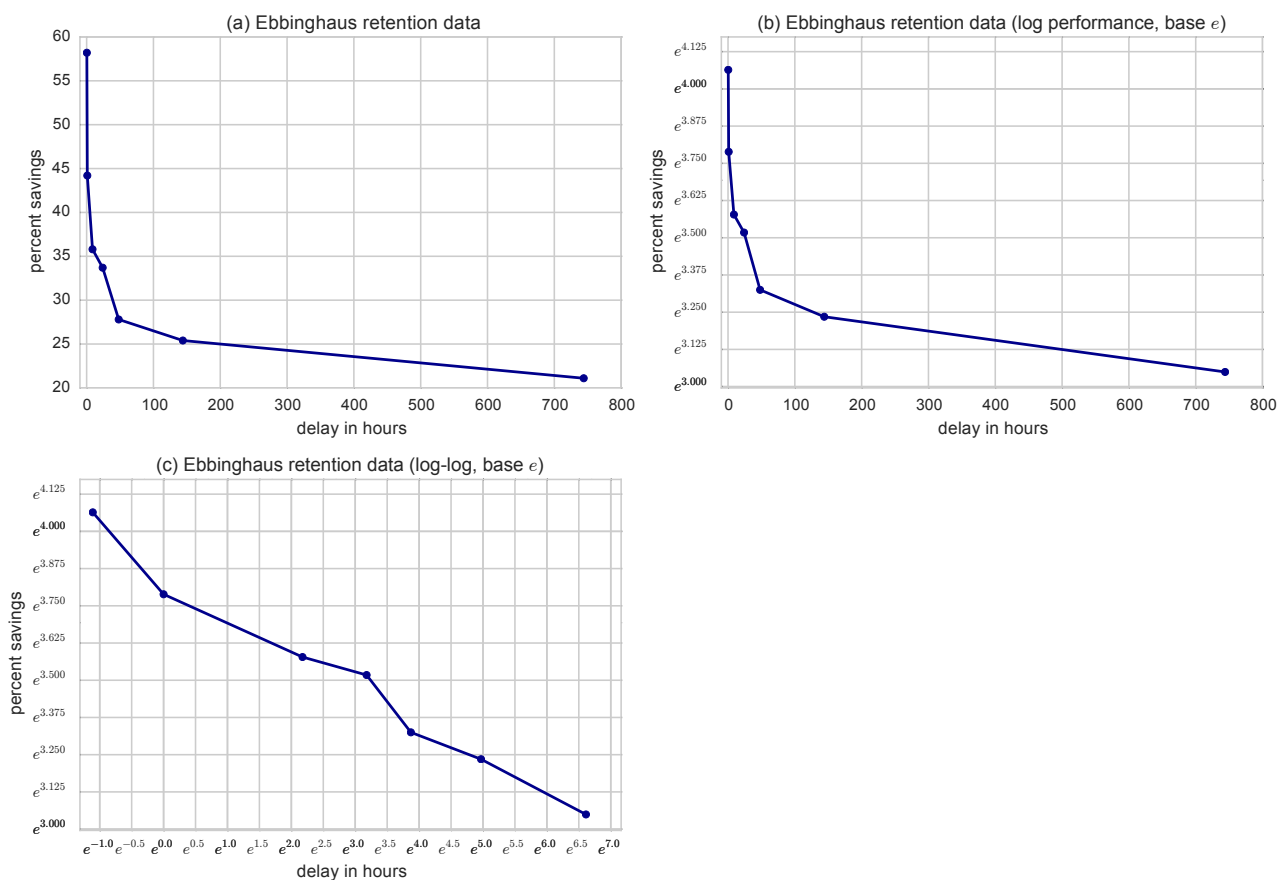 (a) Ebbinghaus retention data
60
55
50
45
40
35
30
25
20
percent savings
0 100 200 300 400 500 600 700 800
delay in hours
(b) Ebbinghaus retention data (log performance, base e)
e^4.125
e^4.000
e^3.875
e^3.750
e^3.625
e^3.500
e^3.375
e^3.250
e^3.125
e^3.000
percent savings
0 100 200 300 400 500 600 700 800
delay in hours
(c) Ebbinghaus retention data (log-log, base e)
e^4.125
e^4.000
e^3.875
e^3.750
e^3.625
e^3.500
e^3.375
e^3.250
e^3.125
e^3.000
percent savings
e^−1.0 e^−0.5 e^0.0 e^0.5 e^1.0 e^1.5 e^2.0 e^2.5 e^3.0 e^3.5 e^4.0 e^4.5 e^5.0 e^5.5 e^6.0 e^6.5 e^7.0
delay in hours